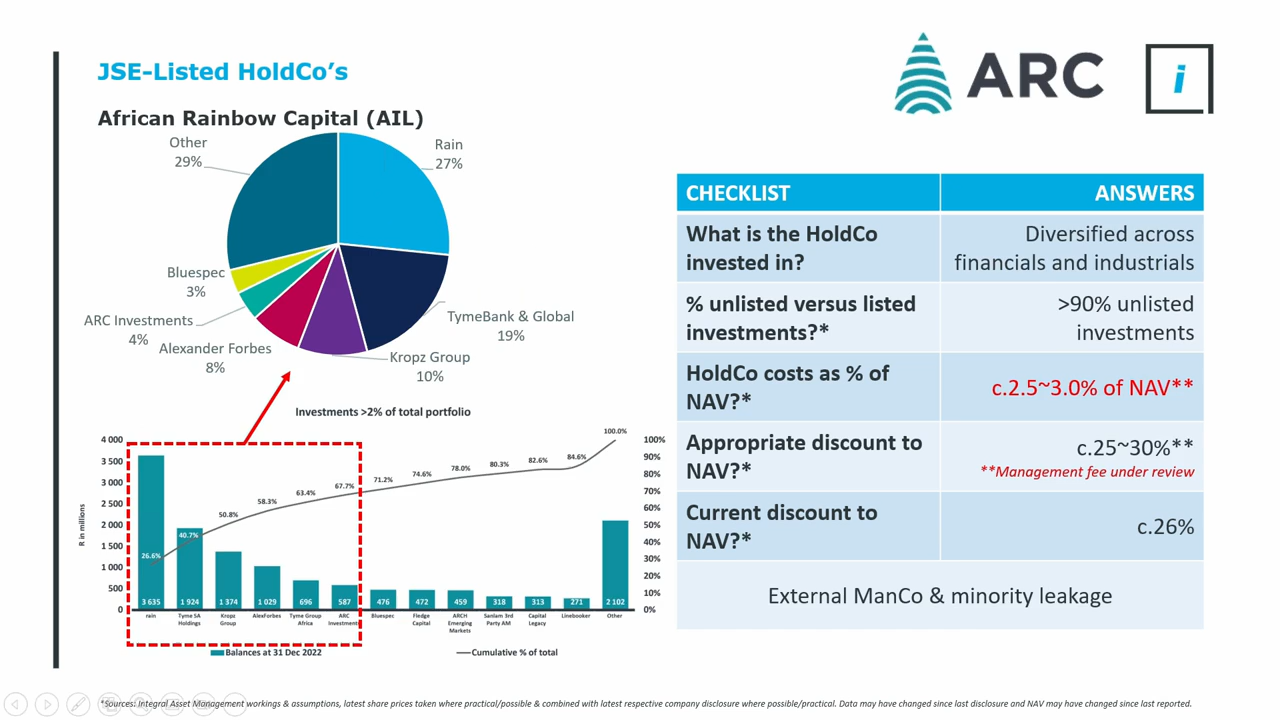 JSE-Listed HoldCo's
African Rainbow Capital (AIL)
ARC
i
Other
29%
Rain
27%
Bluespec
3%
ARC Investments
4%
Alexander Forbes
8%
TymeBank & Global
19%
Kropz Group
10%
Investments >2% of total portfolio
R in millions
4 000
3 500
3 000
2 500
2 000
1 500
1 000
500
0
100%
90%
80%
70%
60%
50%
40%
30%
20%
10%
0%
26.6%
40.7%
50.8%
58.3%
63.4%
67.7%
71.2%
74.6%
78.0%
80.3%
82.6%
84.6%
100.0%
3 635
1 924
1 374
1 029
696
587
476
472
459
318
313
271
2 102
rain
Tyme SA
Holdings
Kropz
Group
AlexForbes
Tyme Group
Africa
ARC
Investments
Bluespec
Fledge
Capital
ARCH
Emerging
Markets
Sanlam 3rd
Party AM
Capital
Legacy
Linebooker
Other
Balances at 31 Dec 2022
Cumulative % of total
CHECKLIST
ANSWERS
What is the HoldCo
invested in?
Diversified across
financials and industrials
% unlisted versus listed
investments?*
>90% unlisted
investments
HoldCo costs as % of
NAV?*
c.2.5~3.0% of NAV**
Appropriate discount to
NAV?*
c.25~30%**
**Management fee under review
Current discount to
NAV?*
c.26%
External ManCo & minority leakage
*Sources: Integral Asset Management workings & assumptions, latest share prices taken where practical/possible & combined with latest respective company disclosure where possible/practical. Data may have changed since last disclosure and NAV may have changed since last reported.